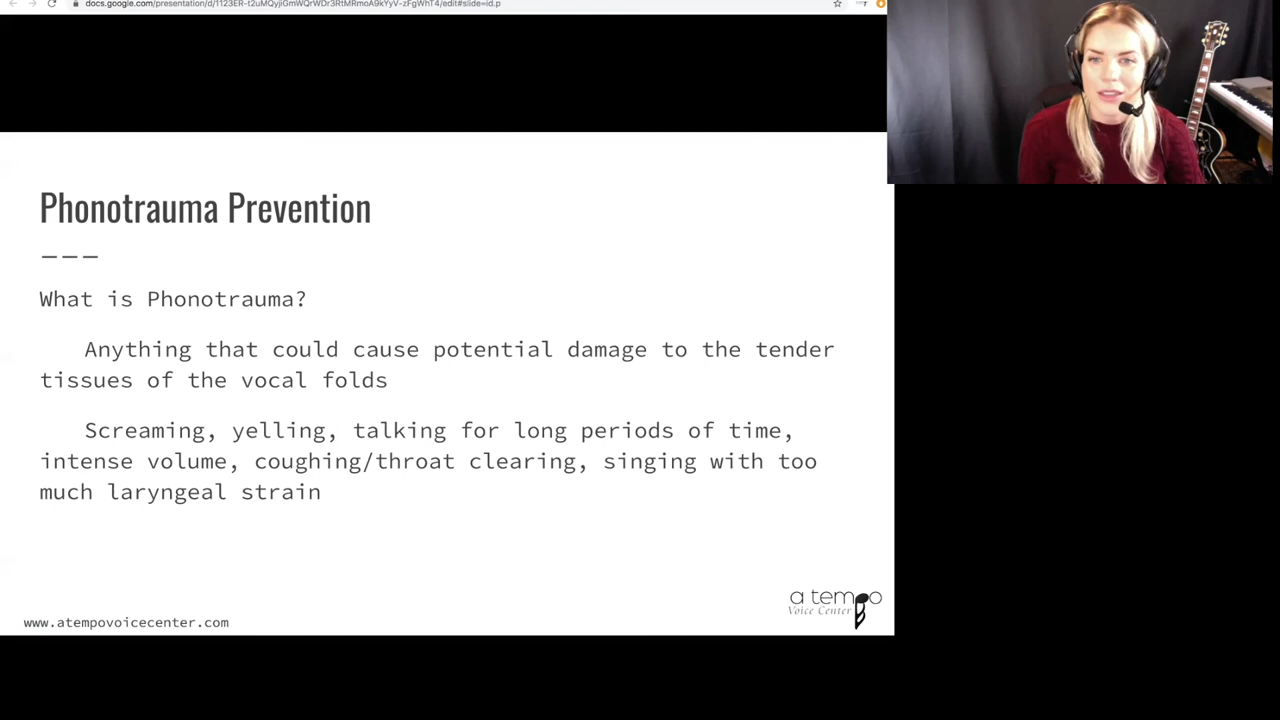 docs.google.com/presentation/d/1123ER-t2uMQyjiGmWQrWDr3RtMRmoA9kYyV-zFgWhT4/edit#slide=id.p
Phonotrauma Prevention
What is Phonotrauma?
Anything that could cause potential damage to the tender
tissues of the vocal folds
Screaming, yelling, talking for long periods of time,
intense volume, coughing/throat clearing, singing with too
much laryngeal strain
a tempo
Voice Center
www.atempovoicecenter.com